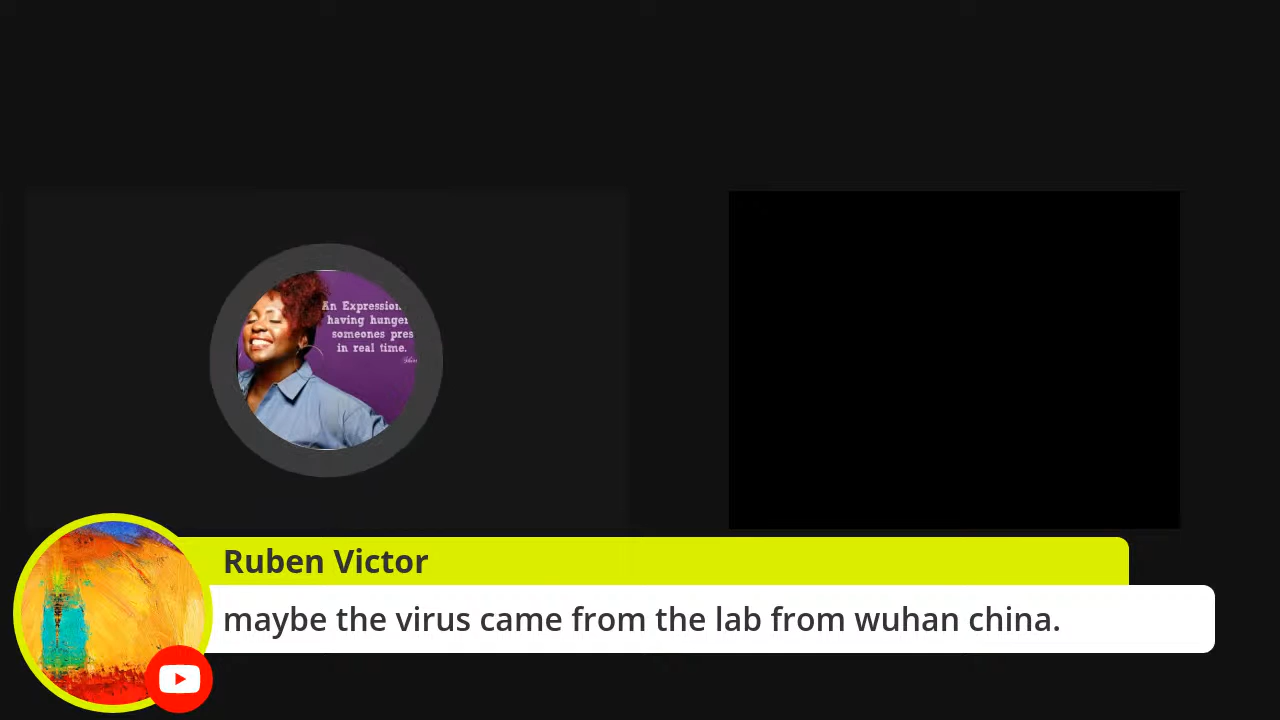 An Expression
having hunger
someones pres
in real time.
Ruben Victor
maybe the virus came from the lab from wuhan china.